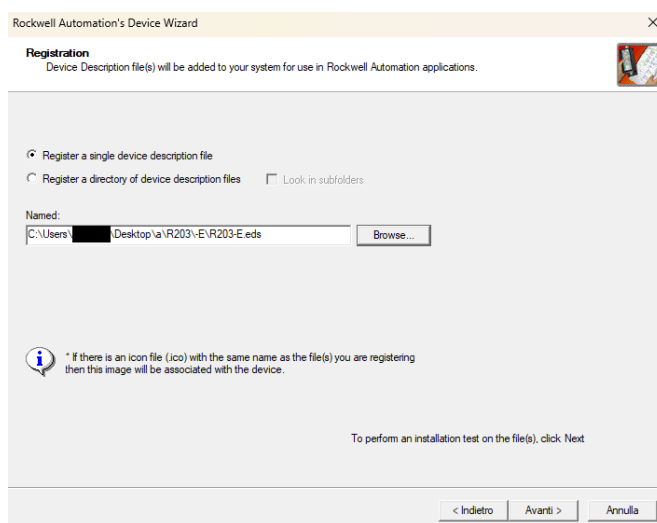 Rockwell Automation's Device Wizard
Registration
Device Description file(s) will be added to your system for use in Rockwell Automation applications.
Register a single device description file
Register a directory of device description files
Look in subfolders
Named:
C:\Users\ \Desktop\a\R203\-E\R203-E.eds
Browse...
* If there is an icon file (.ico) with the same name as the file(s) you are registering
then this image will be associated with the device.
To perform an installation test on the file(s), click Next
< Indietro
Avanti >
Annulla